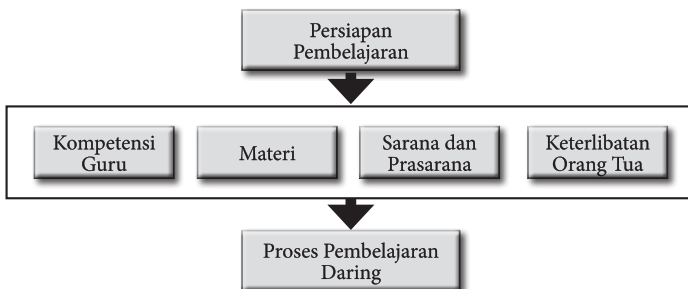 Persiapan
Pembelajaran
Kompetensi
Guru
Materi
Sarana dan
Prasarana
Keterlibatan
Orang Tua
Proses Pembelajaran
Daring